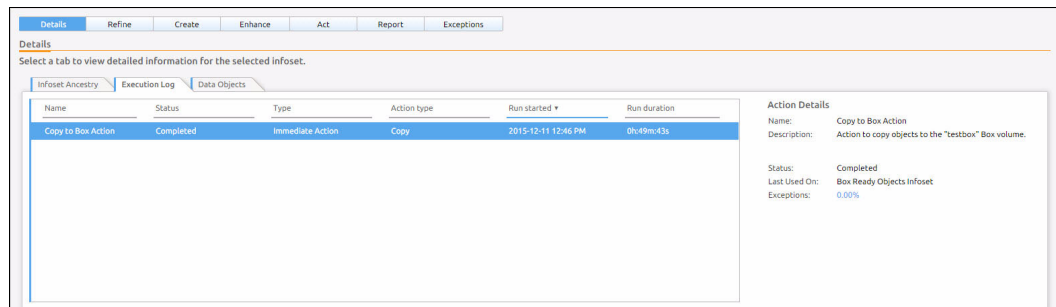 Details Refine Create Enhance Act Report Exceptions
Details
Select a tab to view detailed information for the selected infoset.
Infoset Ancestry Execution Log Data Objects
Name Status Type Action type Run started ▼ Run duration
Copy to Box Action Completed Immediate Action Copy 2015-12-11 12:46 PM 0h:49m:43s
Action Details
Name: Copy to Box Action
Description: Action to copy objects to the "testbox" Box volume.
Status: Completed
Last Used On: Box Ready Objects Infoset
Exceptions: 0.00%